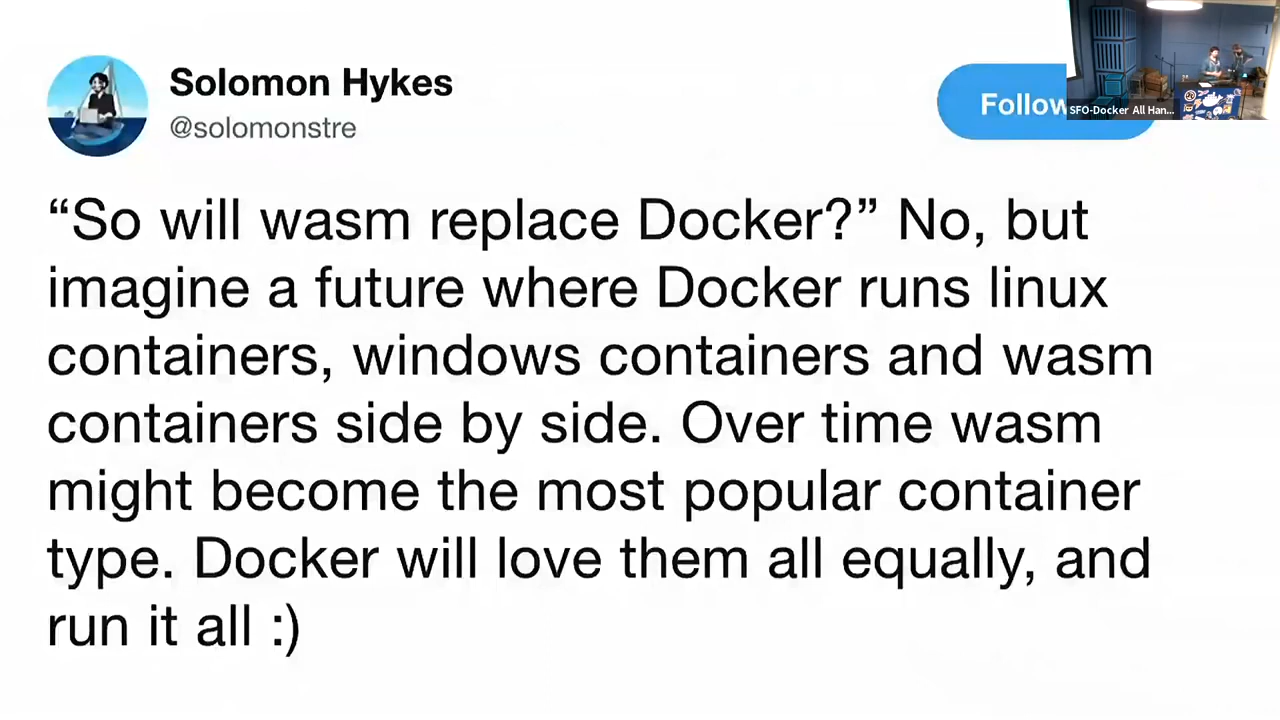 Solomon Hykes
@solomonstre
Follow
SFO-Docker All Han...
“So will wasm replace Docker?” No, but
imagine a future where Docker runs linux
containers, windows containers and wasm
containers side by side. Over time wasm
might become the most popular container
type. Docker will love them all equally, and
run it all :)